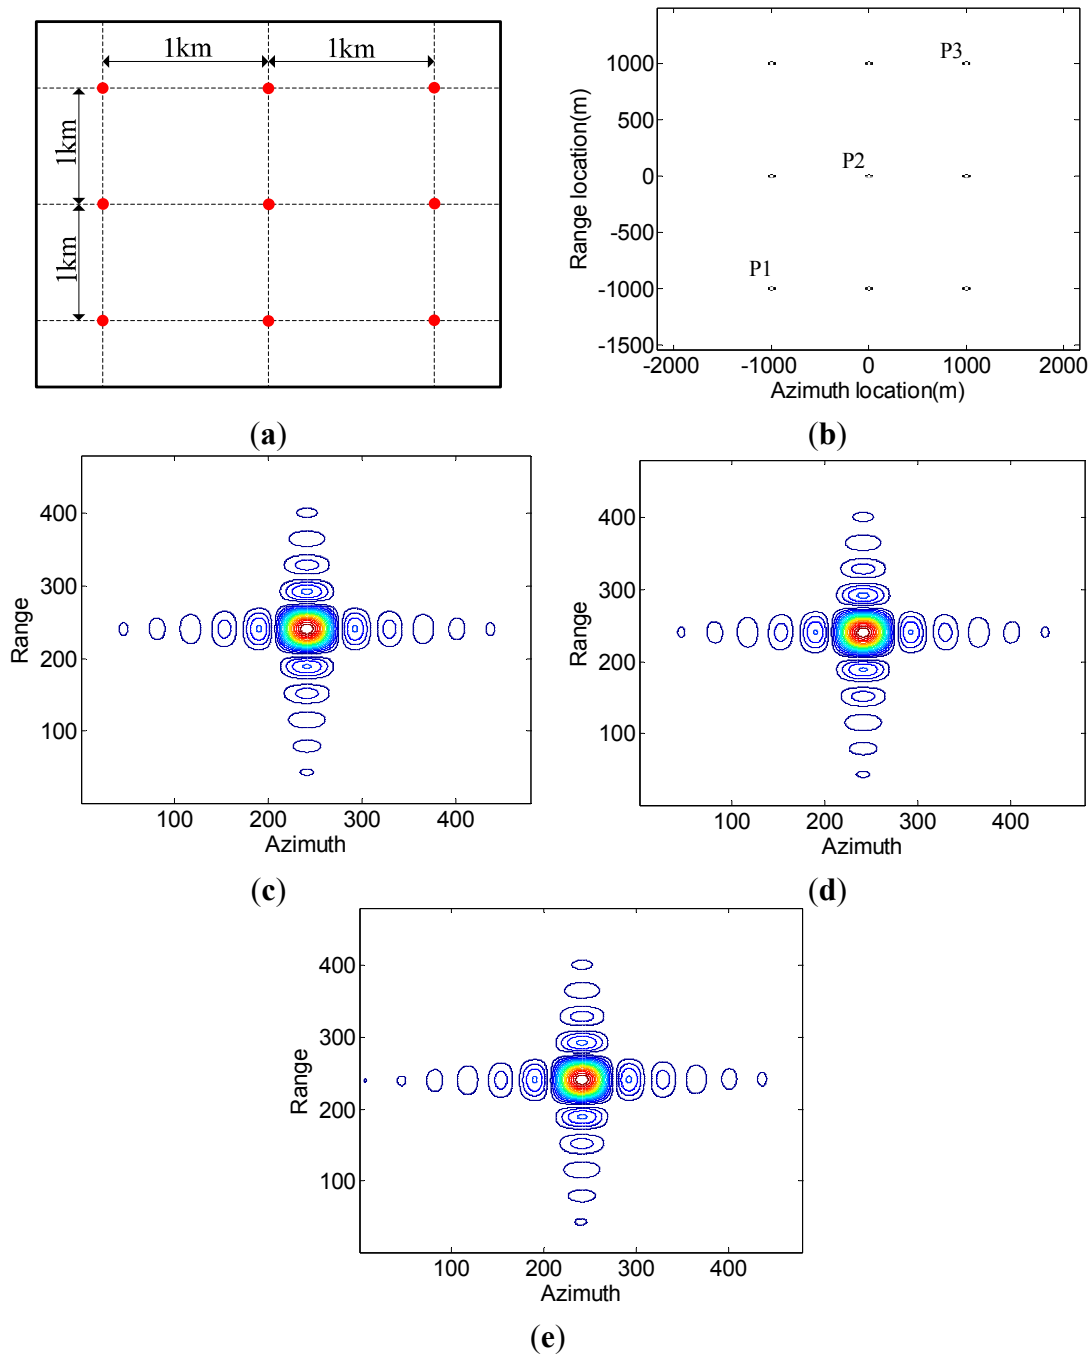 1km 1km
1km
1km
(a)
P3
P2
P1
1000
500
0
-500
-1000
-1500
-2000 -1000 0 1000 2000
Range location(m)
Azimuth location(m)
(b)
400
300
200
100
100 200 300 400
Range
Azimuth
(c)
400
300
200
100
100 200 300 400
Range
Azimuth
(d)
400
300
200
100
100 200 300 400
Range
Azimuth
(e)